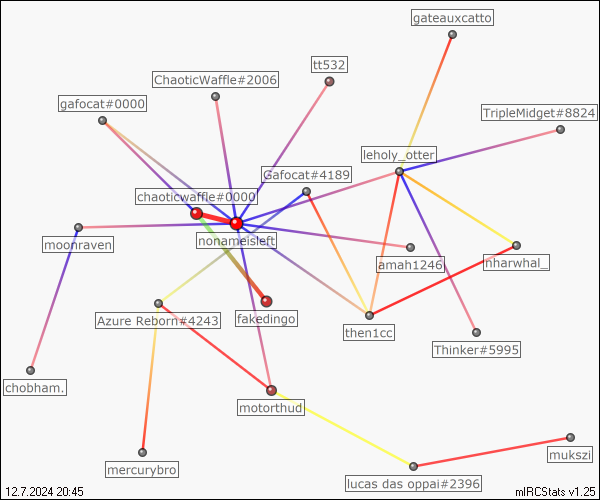 gateauxcatto
tt532
ChaoticWaffle#2006
gafocat#0000
TripleMidget#8824
leholy_otter
Gafocat#4189
chaoticwaffle#0000
nonameisleft
moonraven
amah1246
nharwhal_
Azure Reborn#4243
fakedingo
then1cc
Thinker#5995
chobham.
motorthud
mukszi
mercurybro
lucas das oppai#2396
12.7.2024 20:45
mIRCStats v1.25